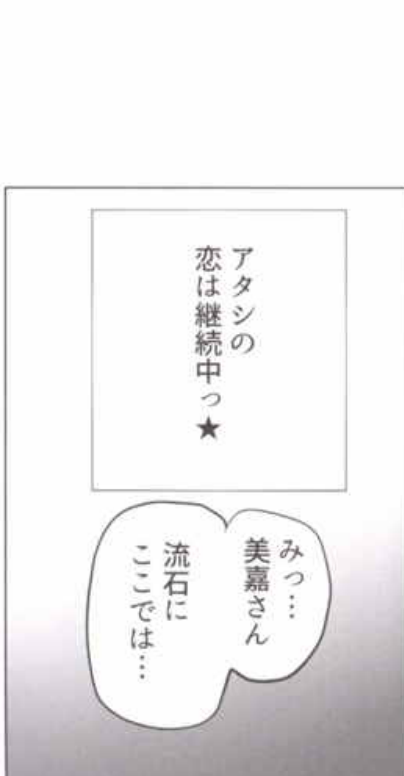 アタシの
恋は継続中っ★
みっ…
美嘉さん
流石に
ここでは…